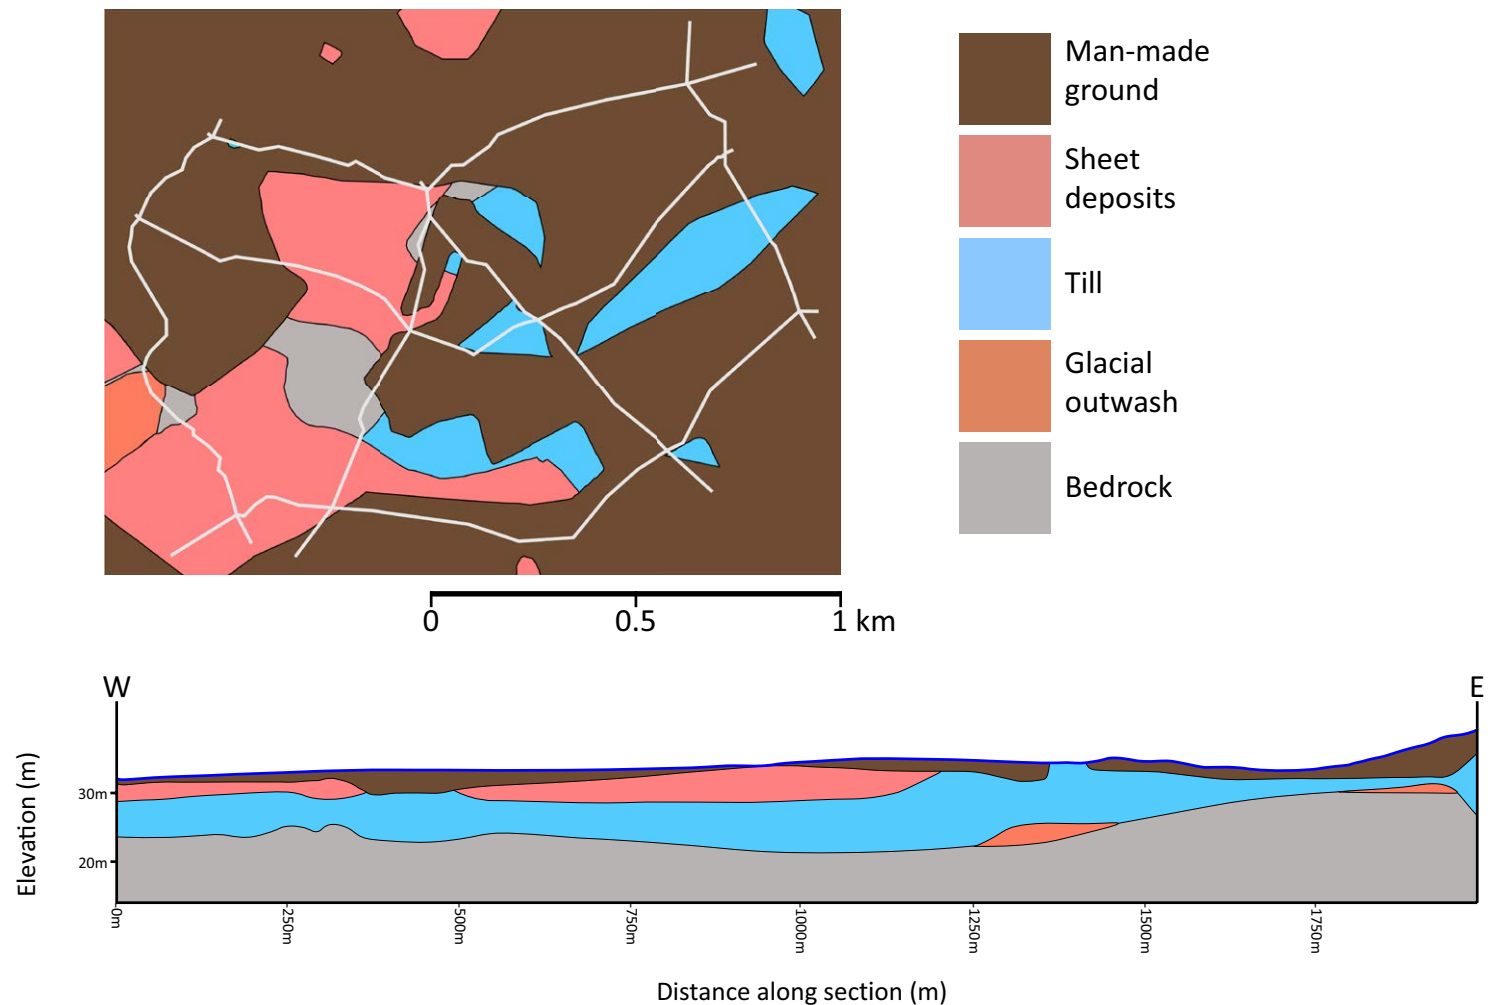 Man-made
ground
Sheet
deposits
Till
Glacial
outwash
Bedrock
0 0.5 1 km
W E
Elevation (m)
30m
20m
0m 250m 500m 750m 1000m 1250m 1500m 1750m
Distance along section (m)